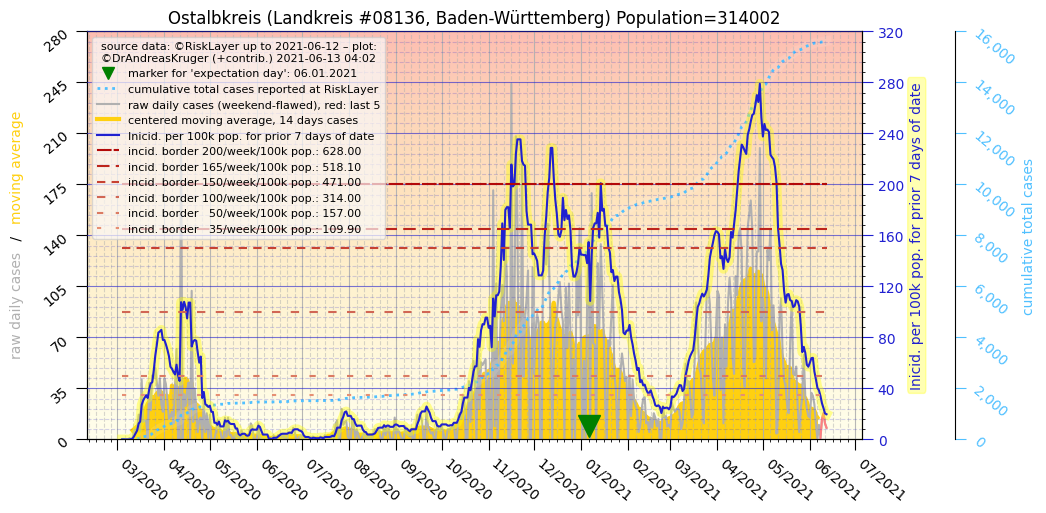 Ostalbkreis (Landkreis #08136, Baden-Württemberg) Population=314002
source data: ©RiskLayer up to 2021-06-12 – plot:
©DrAndreasKruger (+contrib.) 2021-06-13 04:02
marker for 'expectation day': 06.01.2021
cumulative total cases reported at RiskLayer
raw daily cases (weekend-flawed), red: last 5
centered moving average, 14 days cases
Inicid. per 100k pop. for prior 7 days of date
incid. border 200/week/100k pop.: 628.00
incid. border 165/week/100k pop.: 518.10
incid. border 150/week/100k pop.: 471.00
incid. border 100/week/100k pop.: 314.00
incid. border   50/week/100k pop.: 157.00
incid. border   35/week/100k pop.: 109.90
raw daily cases / moving average
280
245
210
175
140
105
70
35
0
320
280
240
200
160
120
80
40
0
Inicid. per 100k pop. for prior 7 days of date
16,000
14,000
12,000
10,000
8,000
6,000
4,000
2,000
0
cumulative total cases
03/2020
04/2020
05/2020
06/2020
07/2020
08/2020
09/2020
10/2020
11/2020
12/2020
01/2021
02/2021
03/2021
04/2021
05/2021
06/2021
07/2021